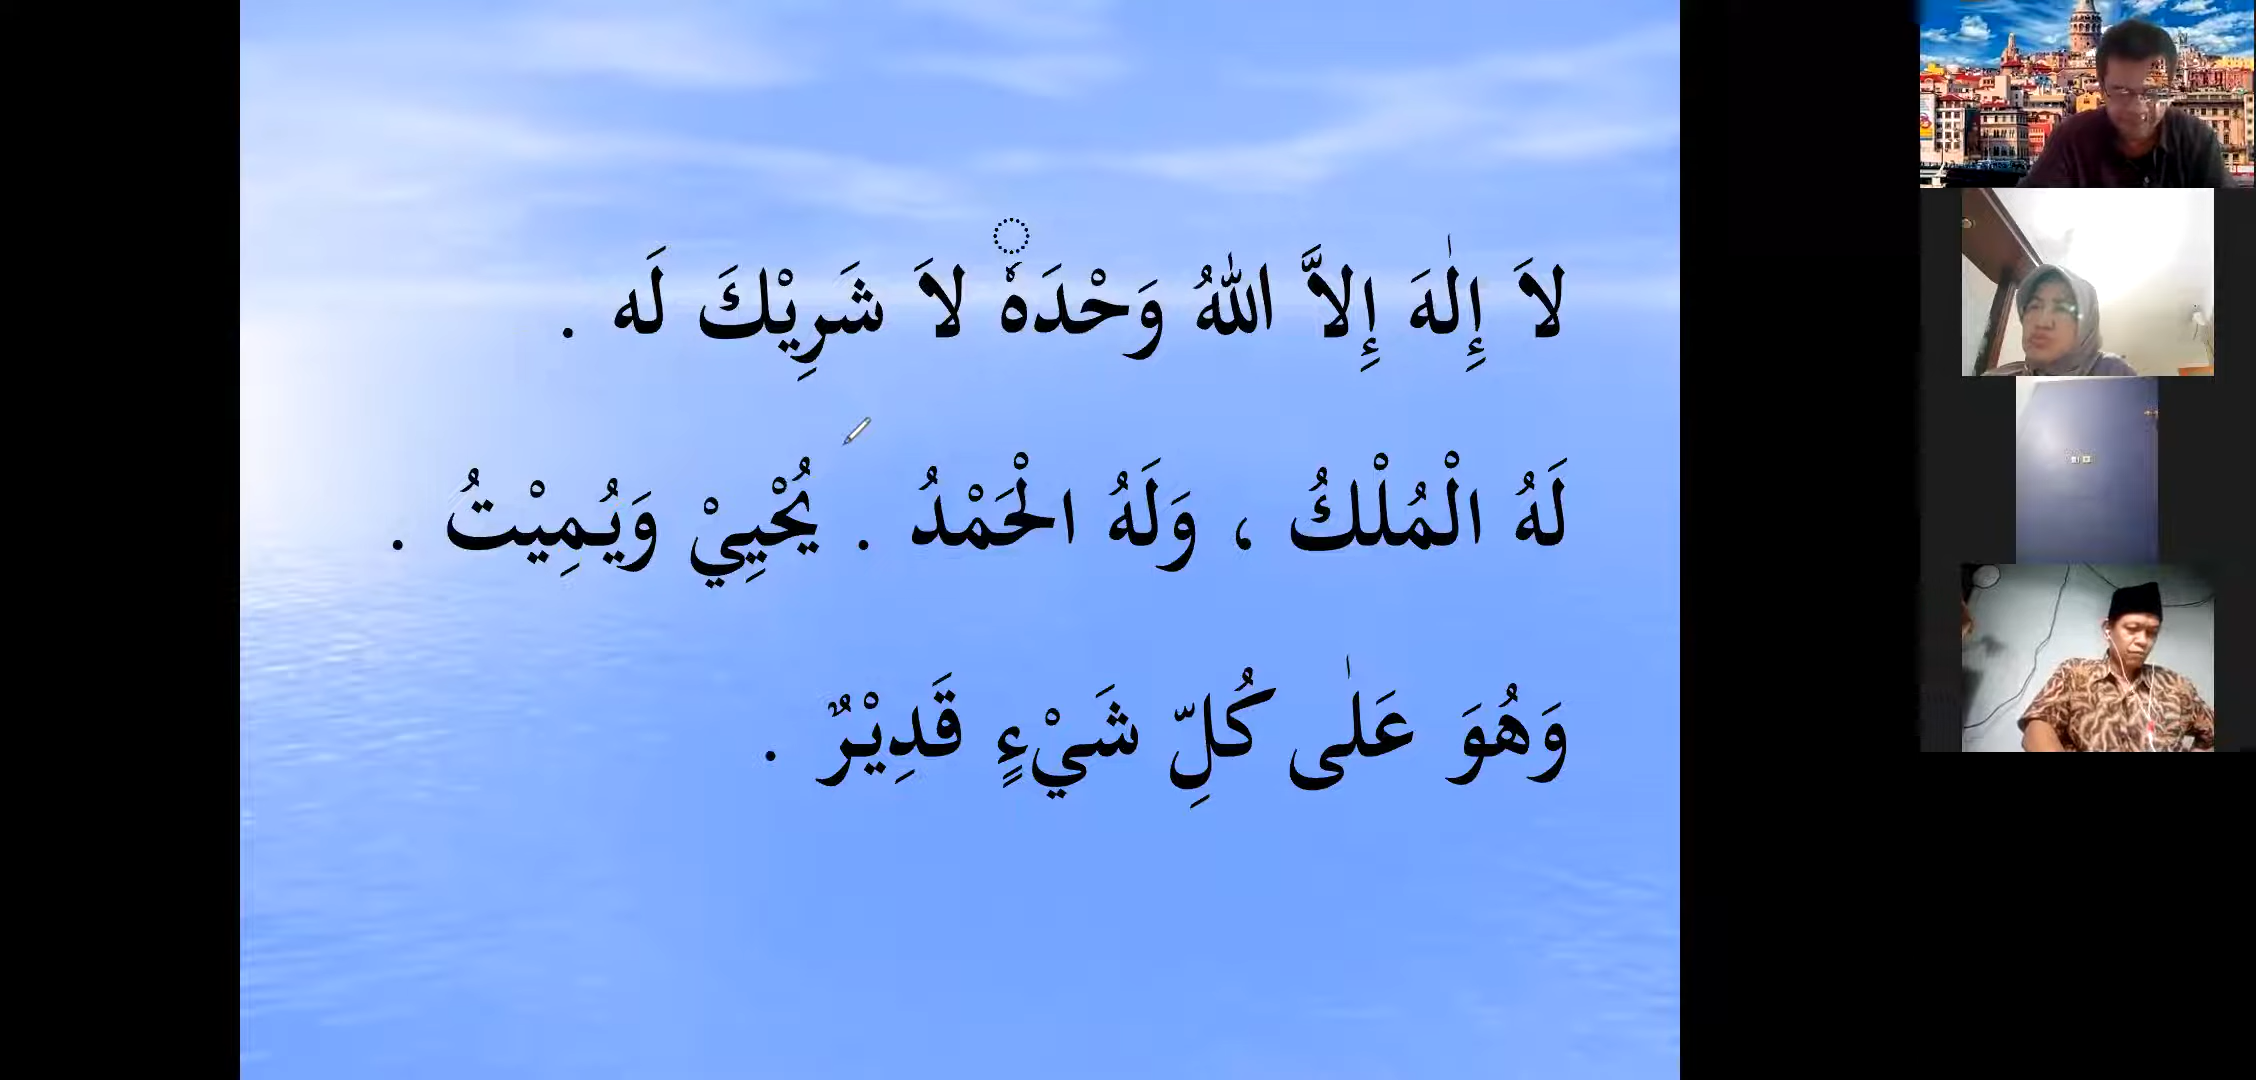 لاَ إِلٰهَ إِلاَّ اللهُ وَحْدَهٗ لاَ شَرِيْكَ لَه .
لَهُ الْمُلْكُ ، وَلَهُ الْحَمْدُ . يُحْيِيْ وَيُمِيْتُ .
وَهُوَ عَلٰى كُلِّ شَيْءٍ قَدِيْرٌ .